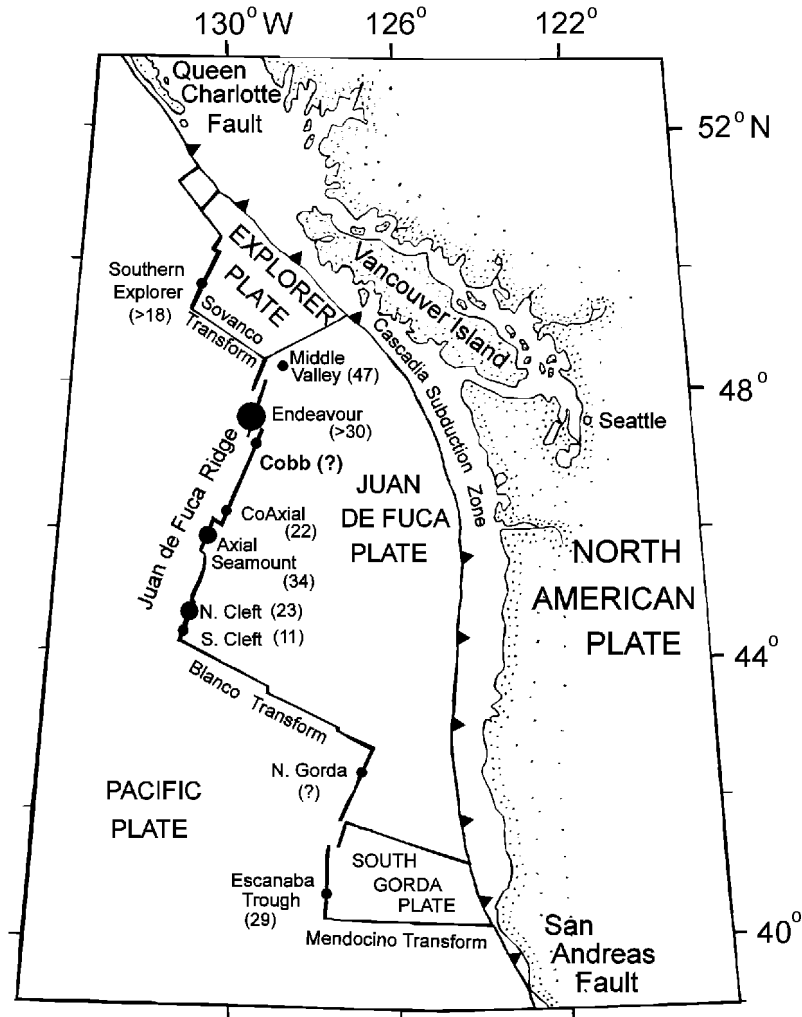 130° W
126°
122°
Queen
Charlotte
Fault
52° N
EXPLORER
PLATE
Vancouver Island
Southern
Explorer
(>18)
Sovanco
Transform
Cascadia Subduction Zone
Middle
Valley (47)
48°
Endeavour
(>30)
Seattle
Cobb (?)
Juan de Fuca Ridge
JUAN
DE FUCA
PLATE
CoAxial
(22)
Axial
Seamount
(34)
NORTH
AMERICAN
PLATE
N. Cleft (23)
S. Cleft (11)
44°
Blanco Transform
N. Gorda
(?)
PACIFIC
PLATE
SOUTH
GORDA
PLATE
Escanaba
Trough
(29)
Mendocino Transform
40°
San
Andreas
Fault